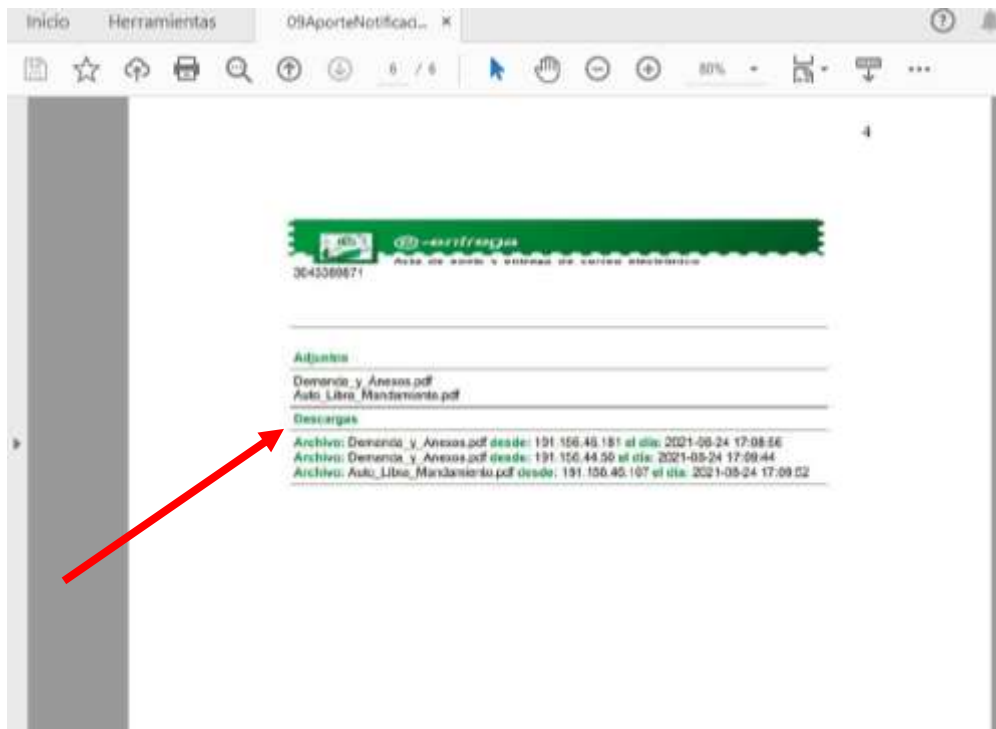 Inicio Herramientas 09AporteNotificaci... ×
6 / 6 80%
4
@-entrega
Acta de envío y entrega de correo electrónico
Adjuntos
Demanda_y_Anexos.pdf
Auto_Libra_Mandamiento.pdf
Descargas
Archivo: Demanda_y_Anexos.pdf desde: 191.156.46.181 el día: 2021-08-24 17:08:56
Archivo: Demanda_y_Anexos.pdf desde: 191.156.44.50 el día: 2021-08-24 17:09:44
Archivo: Auto_Libra_Mandamiento.pdf desde: 191.156.46.107 el día: 2021-08-24 17:09:52